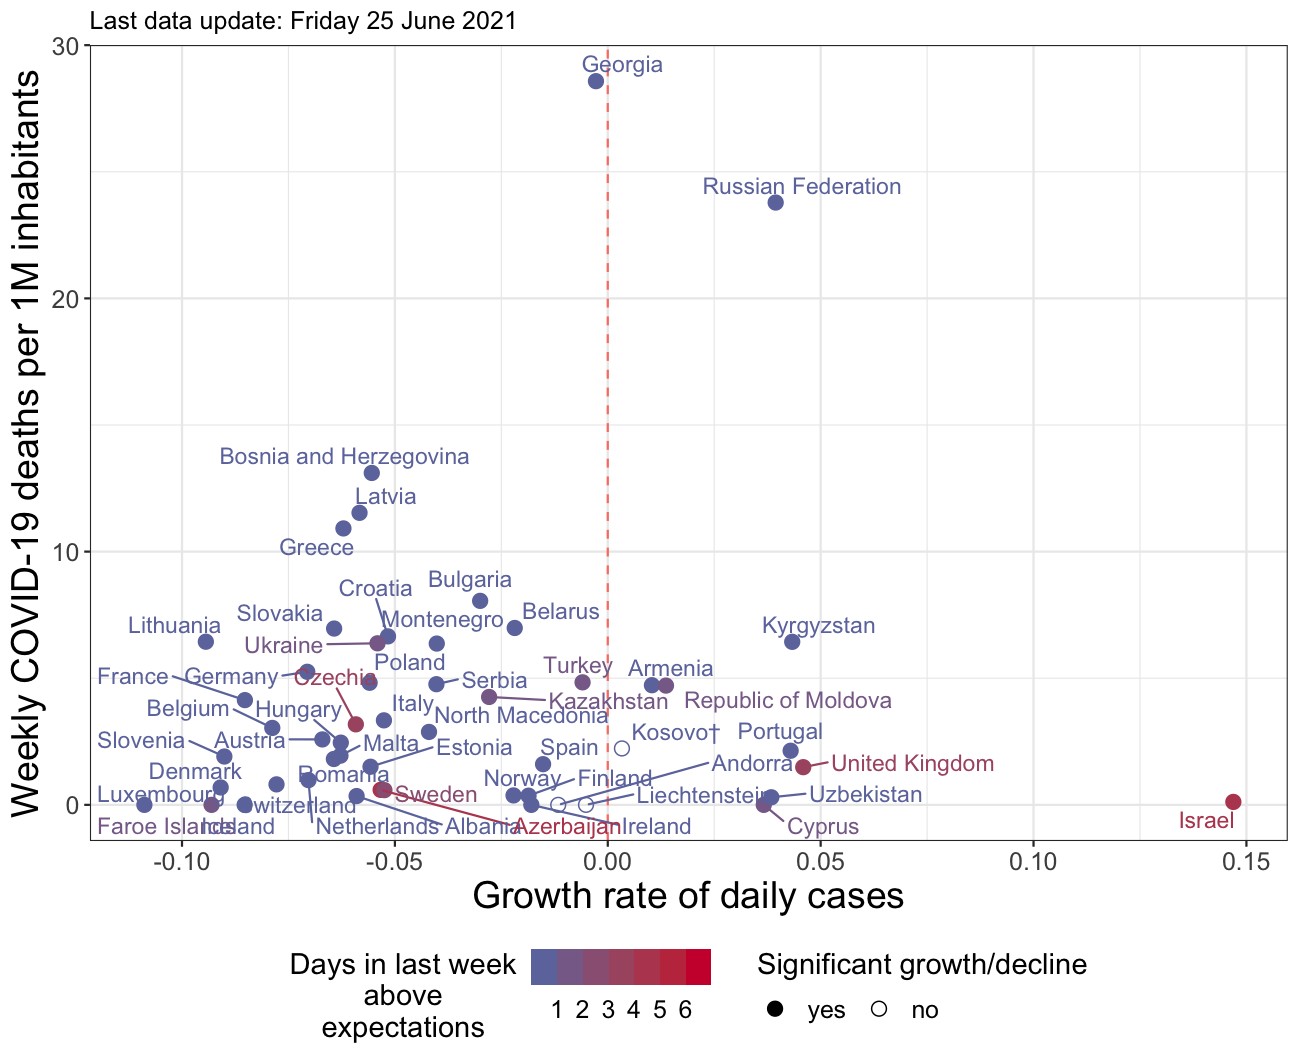 Last data update: Friday 25 June 2021
Weekly COVID-19 deaths per 1M inhabitants
30
20
10
0
Georgia
Russian Federation
Bosnia and Herzegovina
Latvia
Greece
Bulgaria
Croatia
Slovakia
Montenegro
Belarus
Lithuania
Kyrgyzstan
Ukraine
Poland
Turkey
Armenia
France
Germany
Czechia
Serbia
Kazakhstan
Republic of Moldova
Belgium
Hungary
Italy
North Macedonia
Kosovo†
Portugal
Slovenia
Austria
Malta
Estonia
Spain
Andorra
United Kingdom
Denmark
Romania
Norway
Finland
Luxembourg
Switzerland
Sweden
Liechtenstein
Uzbekistan
Faroe Islands
Iceland
Netherlands
Albania
Azerbaijan
Ireland
Cyprus
Israel
-0.10
-0.05
0.00
0.05
0.10
0.15
Growth rate of daily cases
Days in last week
above
expectations
1 2 3 4 5 6
Significant growth/decline
yes
no